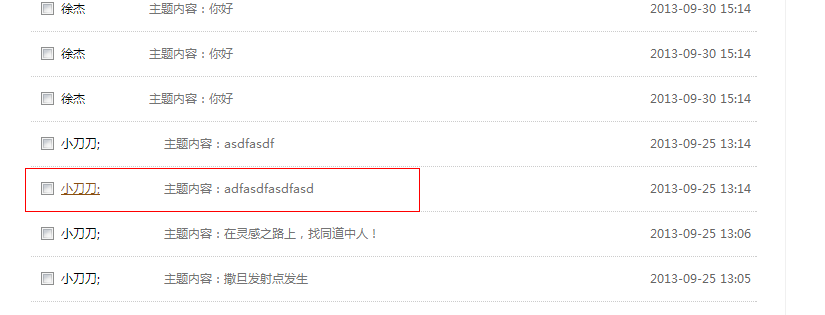 徐杰 主题内容：你好 2013-09-30 15:14
徐杰 主题内容：你好 2013-09-30 15:14
徐杰 主题内容：你好 2013-09-30 15:14
小刀刀; 主题内容：asdfasdf 2013-09-25 13:14
小刀刀; 主题内容：adfasdfasdfasd 2013-09-25 13:14
小刀刀; 主题内容：在灵感之路上，找同道中人！ 2013-09-25 13:06
小刀刀; 主题内容：撒旦发射点发生 2013-09-25 13:05